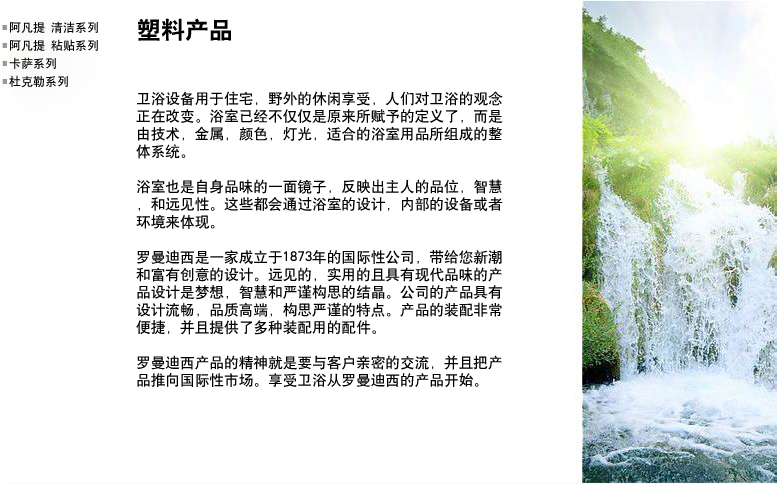 阿凡提 清洁系列
阿凡提 粘贴系列
卡萨系列
杜克勒系列
塑料产品
卫浴设备用于住宅，野外的休闲享受，人们对卫浴的观念
正在改变。浴室已经不仅仅是原来所赋予的定义了，而是
由技术，金属，颜色，灯光，适合的浴室用品所组成的整
体系统。
浴室也是自身品味的一面镜子，反映出主人的品位，智慧
，和远见性。这些都会通过浴室的设计，内部的设备或者
环境来体现。
罗曼迪西是一家成立于1873年的国际性公司，带给您新潮
和富有创意的设计。远见的，实用的且具有现代品味的产
品设计是梦想，智慧和严谨构思的结晶。公司的产品具有
设计流畅，品质高端，构思严谨的特点。产品的装配非常
便捷，并且提供了多种装配用的配件。
罗曼迪西产品的精神就是要与客户亲密的交流，并且把产
品推向国际性市场。享受卫浴从罗曼迪西的产品开始。